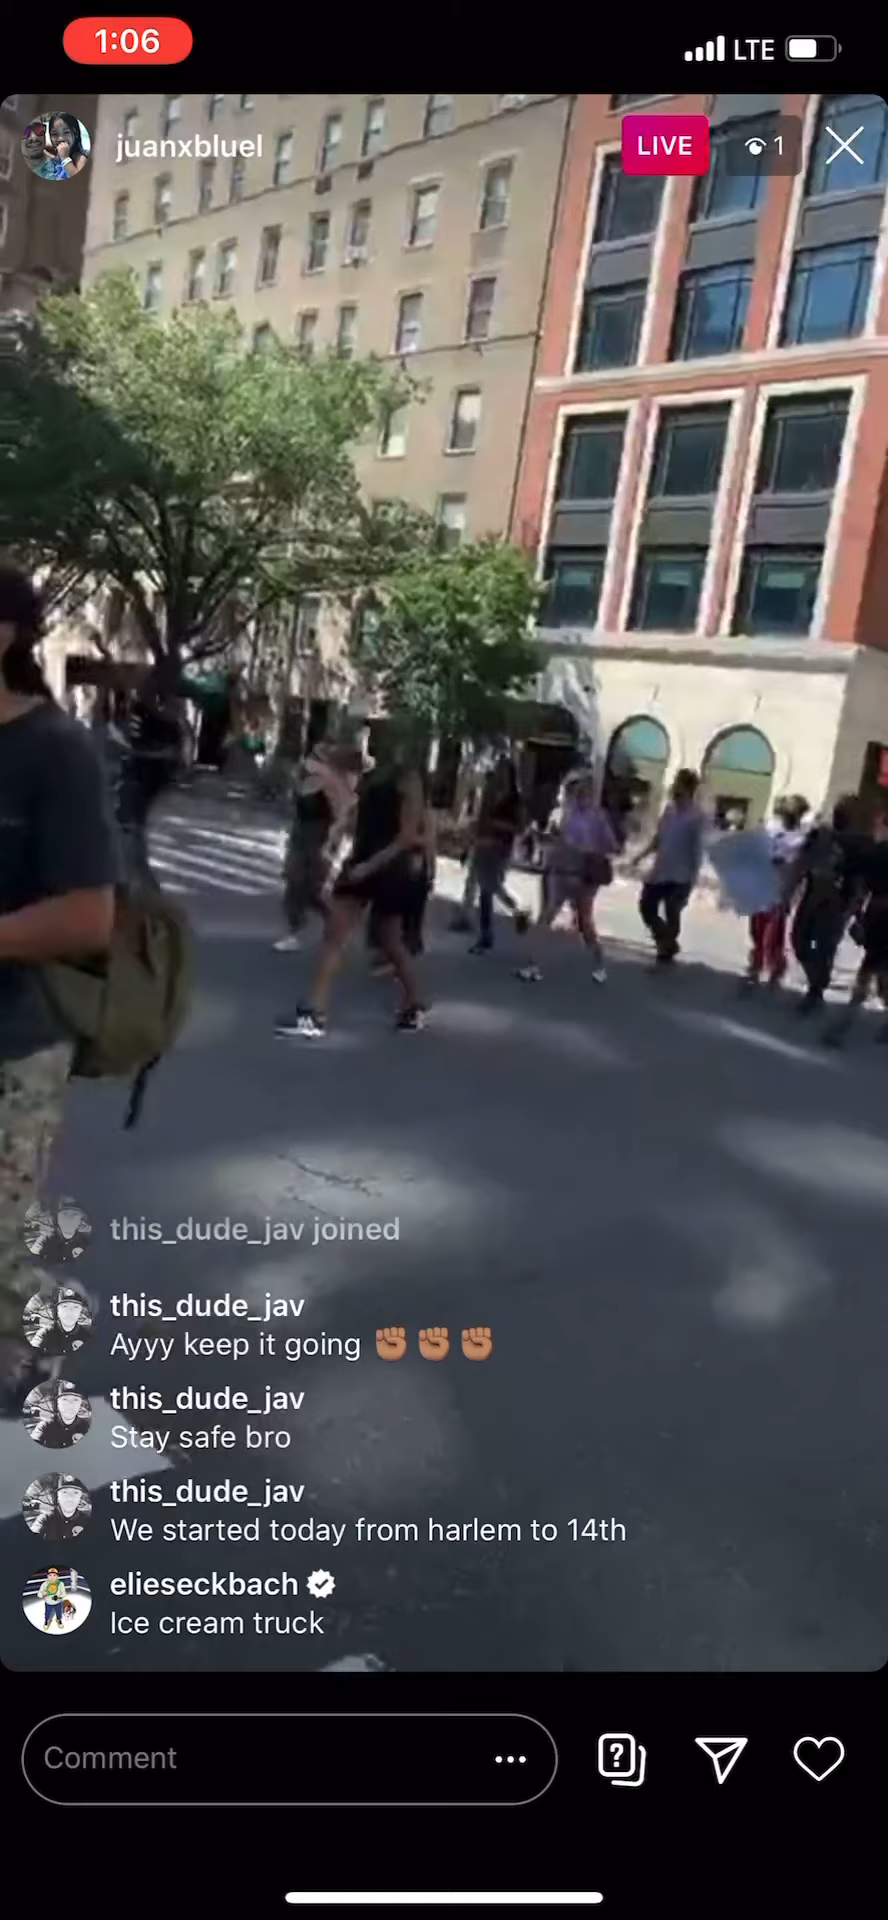 1:06
LTE
juanxbluel
LIVE
1
this_dude_jav joined
this_dude_jav
Ayyy keep it going ✊🏽✊🏽✊🏽
this_dude_jav
Stay safe bro
this_dude_jav
We started today from harlem to 14th
elieseckbach
Ice cream truck
Comment